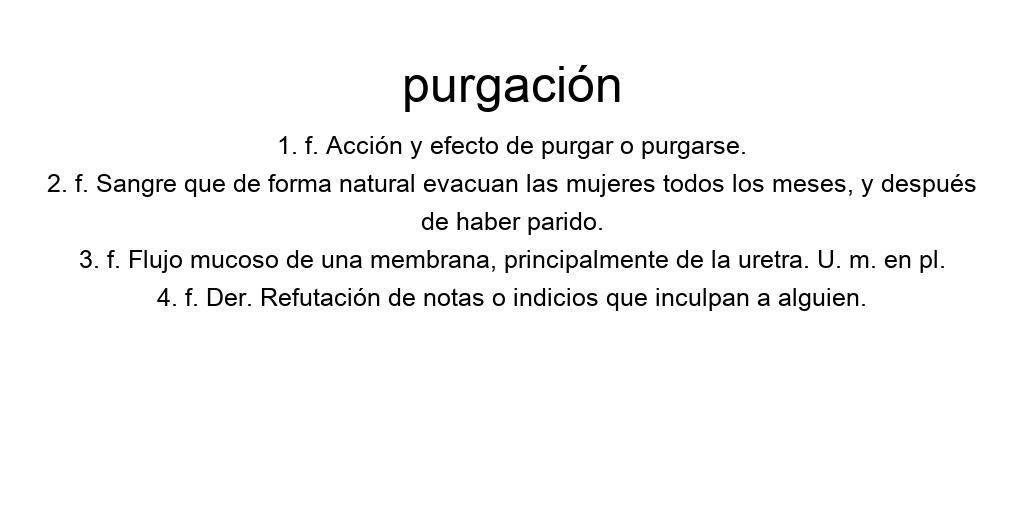 purgación
1. f. Acción y efecto de purgar o purgarse.
2. f. Sangre que de forma natural evacuan las mujeres todos los meses, y después
de haber parido.
3. f. Flujo mucoso de una membrana, principalmente de la uretra. U. m. en pl.
4. f. Der. Refutación de notas o indicios que inculpan a alguien.